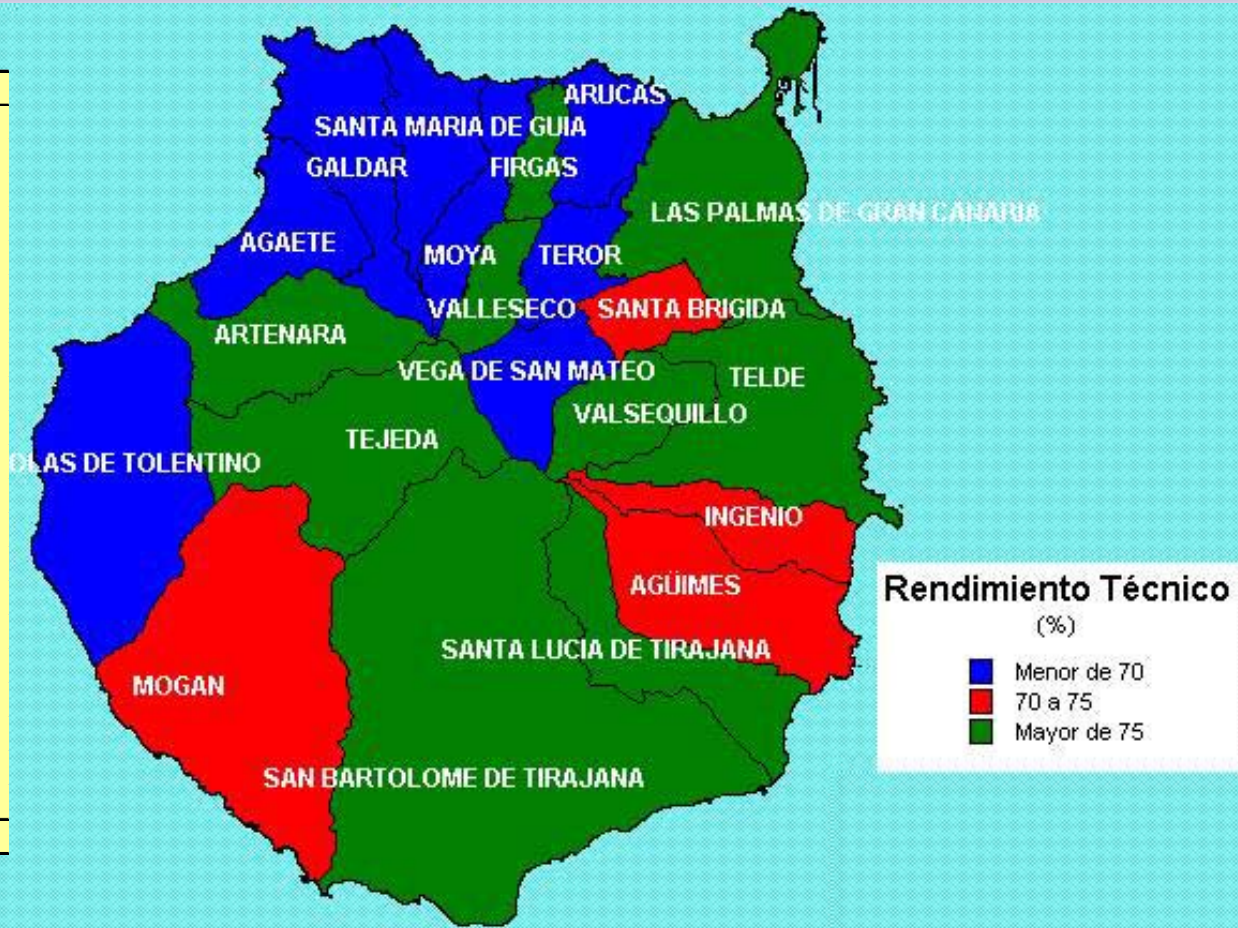 ARUCAS
SANTA MARIA DE GUIA
GALDAR
FIRGAS
LAS PALMAS DE GRAN CANARIA
AGAETE
MOYA
TEROR
VALLESECO
SANTA BRIGIDA
ARTENARA
VEGA DE SAN MATEO
TELDE
VALSEQUILLO
TEJEDA
OLAS DE TOLENTINO
INGENIO
AGÜIMES
SANTA LUCIA DE TIRAJANA
MOGAN
SAN BARTOLOME DE TIRAJANA
Rendimiento Técnico
(%)
Menor de 70
70 a 75
Mayor de 75